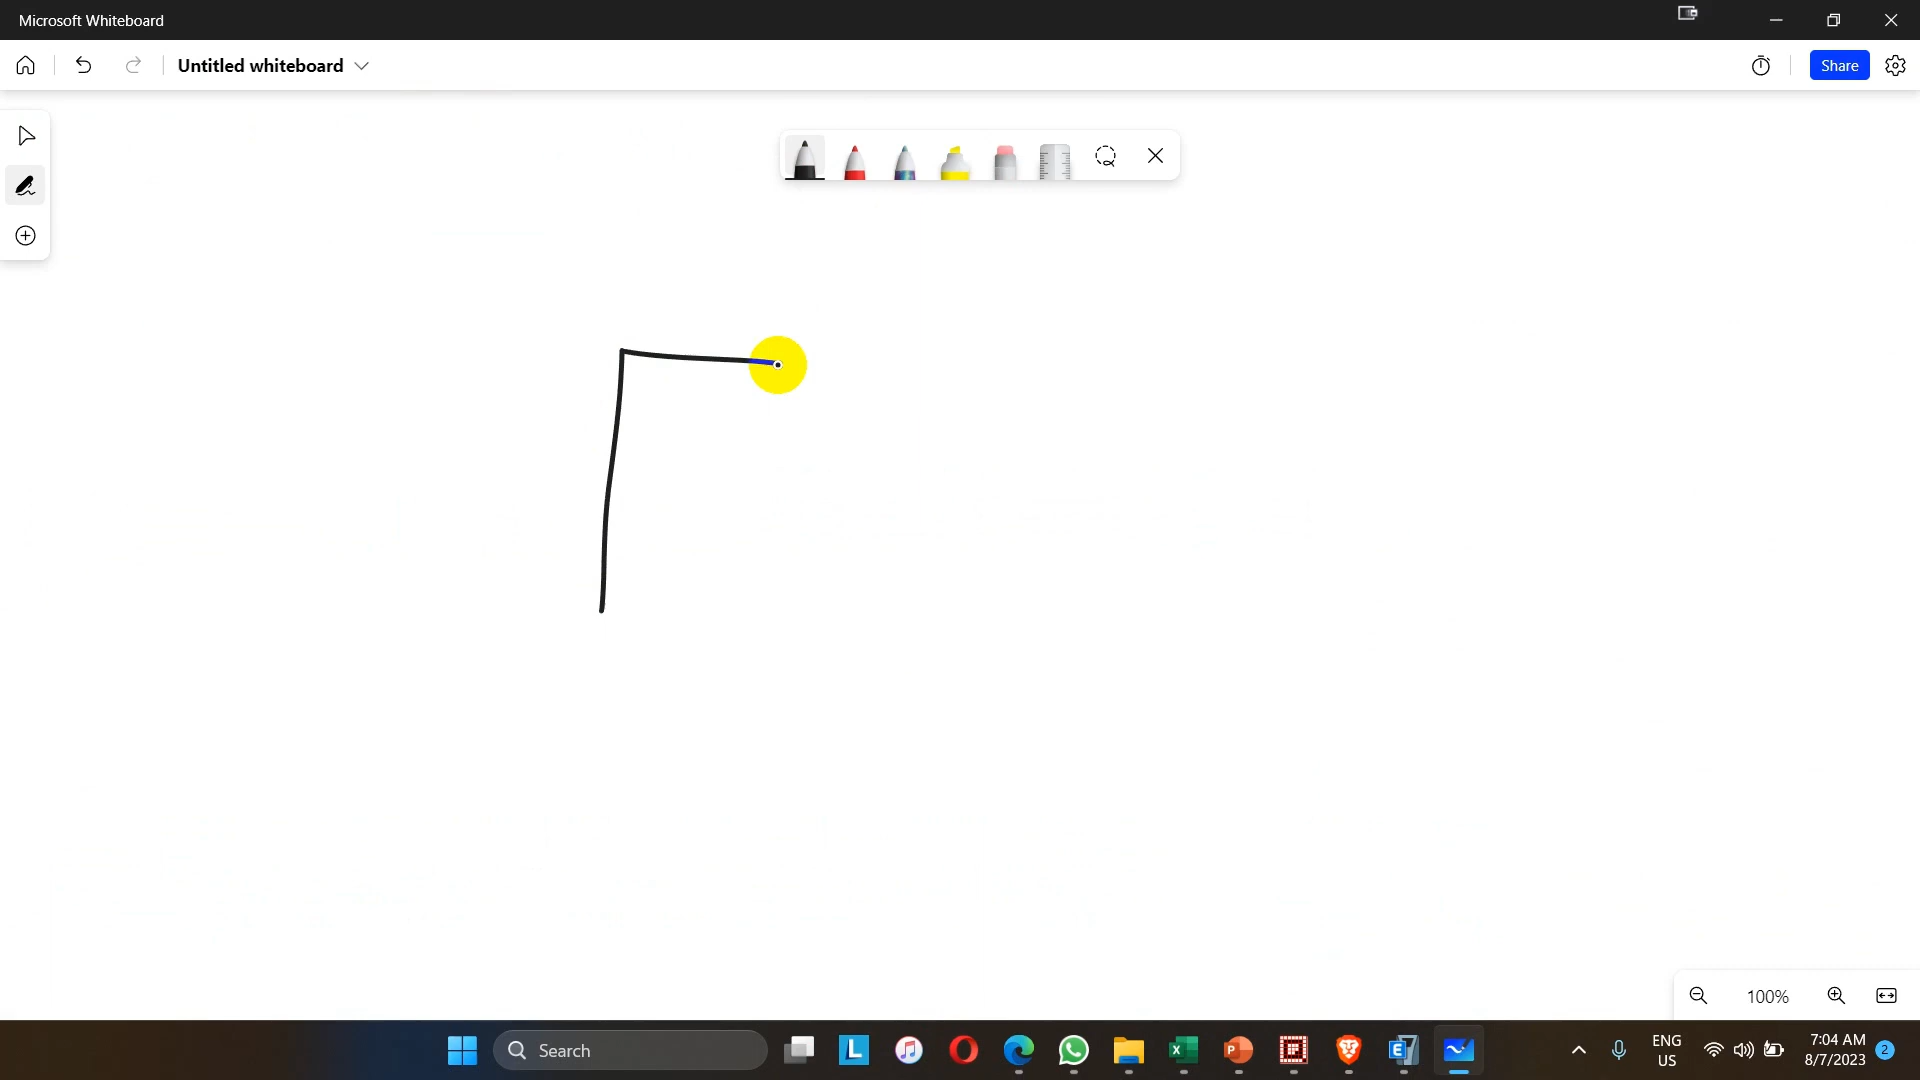 Microsoft Whiteboard
Untitled whiteboard
Share
100%
Search
ENG
US
7:04 AM
8/7/2023
2